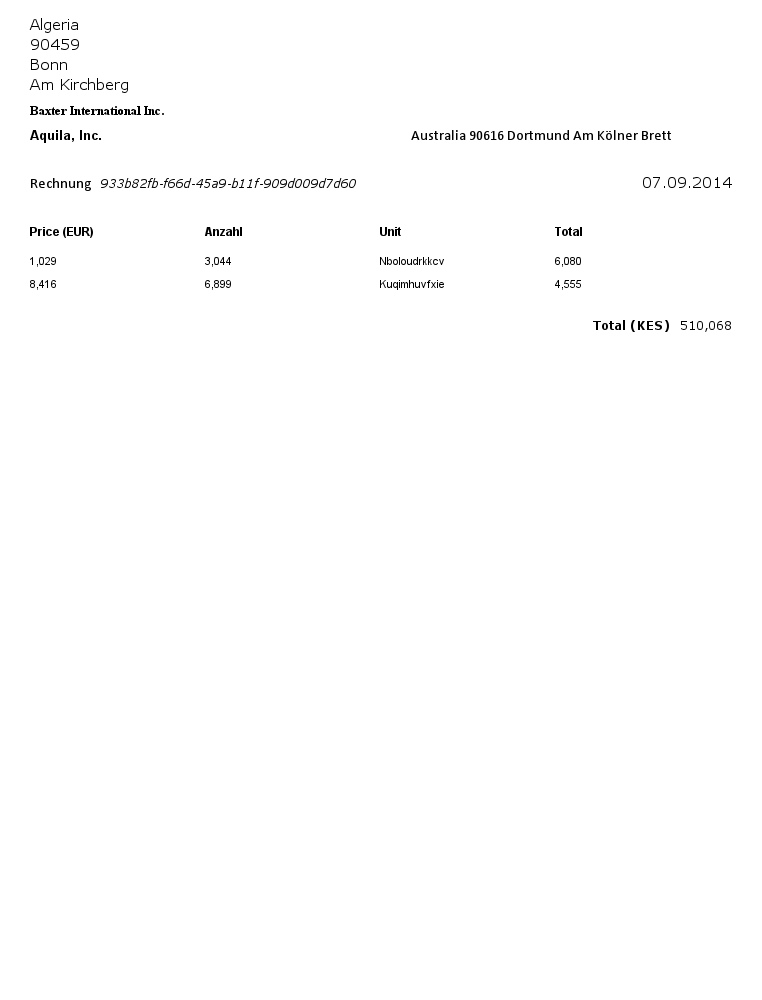 Algeria
90459
Bonn
Am Kirchberg
Baxter International Inc.
Aquila, Inc. Australia 90616 Dortmund Am Kölner Brett
Rechnung 933b82fb-f66d-45a9-b11f-909d009d7d60 07.09.2014
Price (EUR) Anzahl Unit Total
1,029 3,044 Nboloudrkkcv 6,080
8,416 6,899 Kuqimhuvfxie 4,555
Total (KES) 510,068